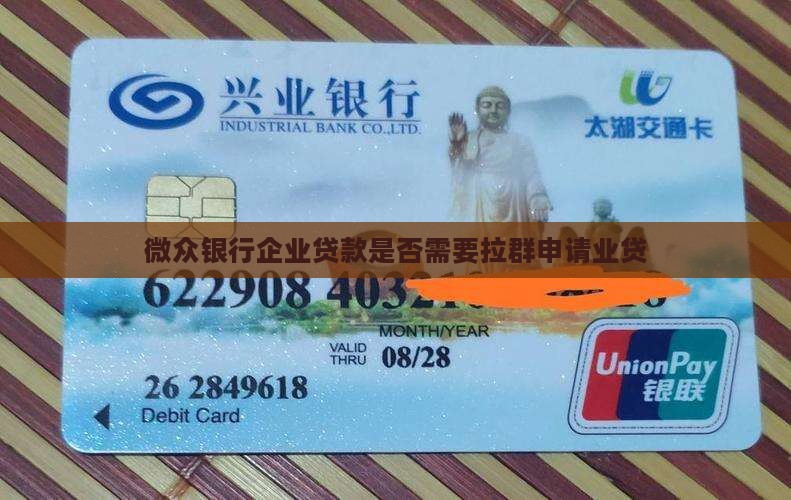 兴业银行
INDUSTRIAL BANK CO.,LTD.
太湖交通卡
微众银行企业贷款是否需要拉群申请业贷
622908 403210
MONTH/YEAR
VALID THRU 08/28
26 2849618
Debit Card
UnionPay
银联